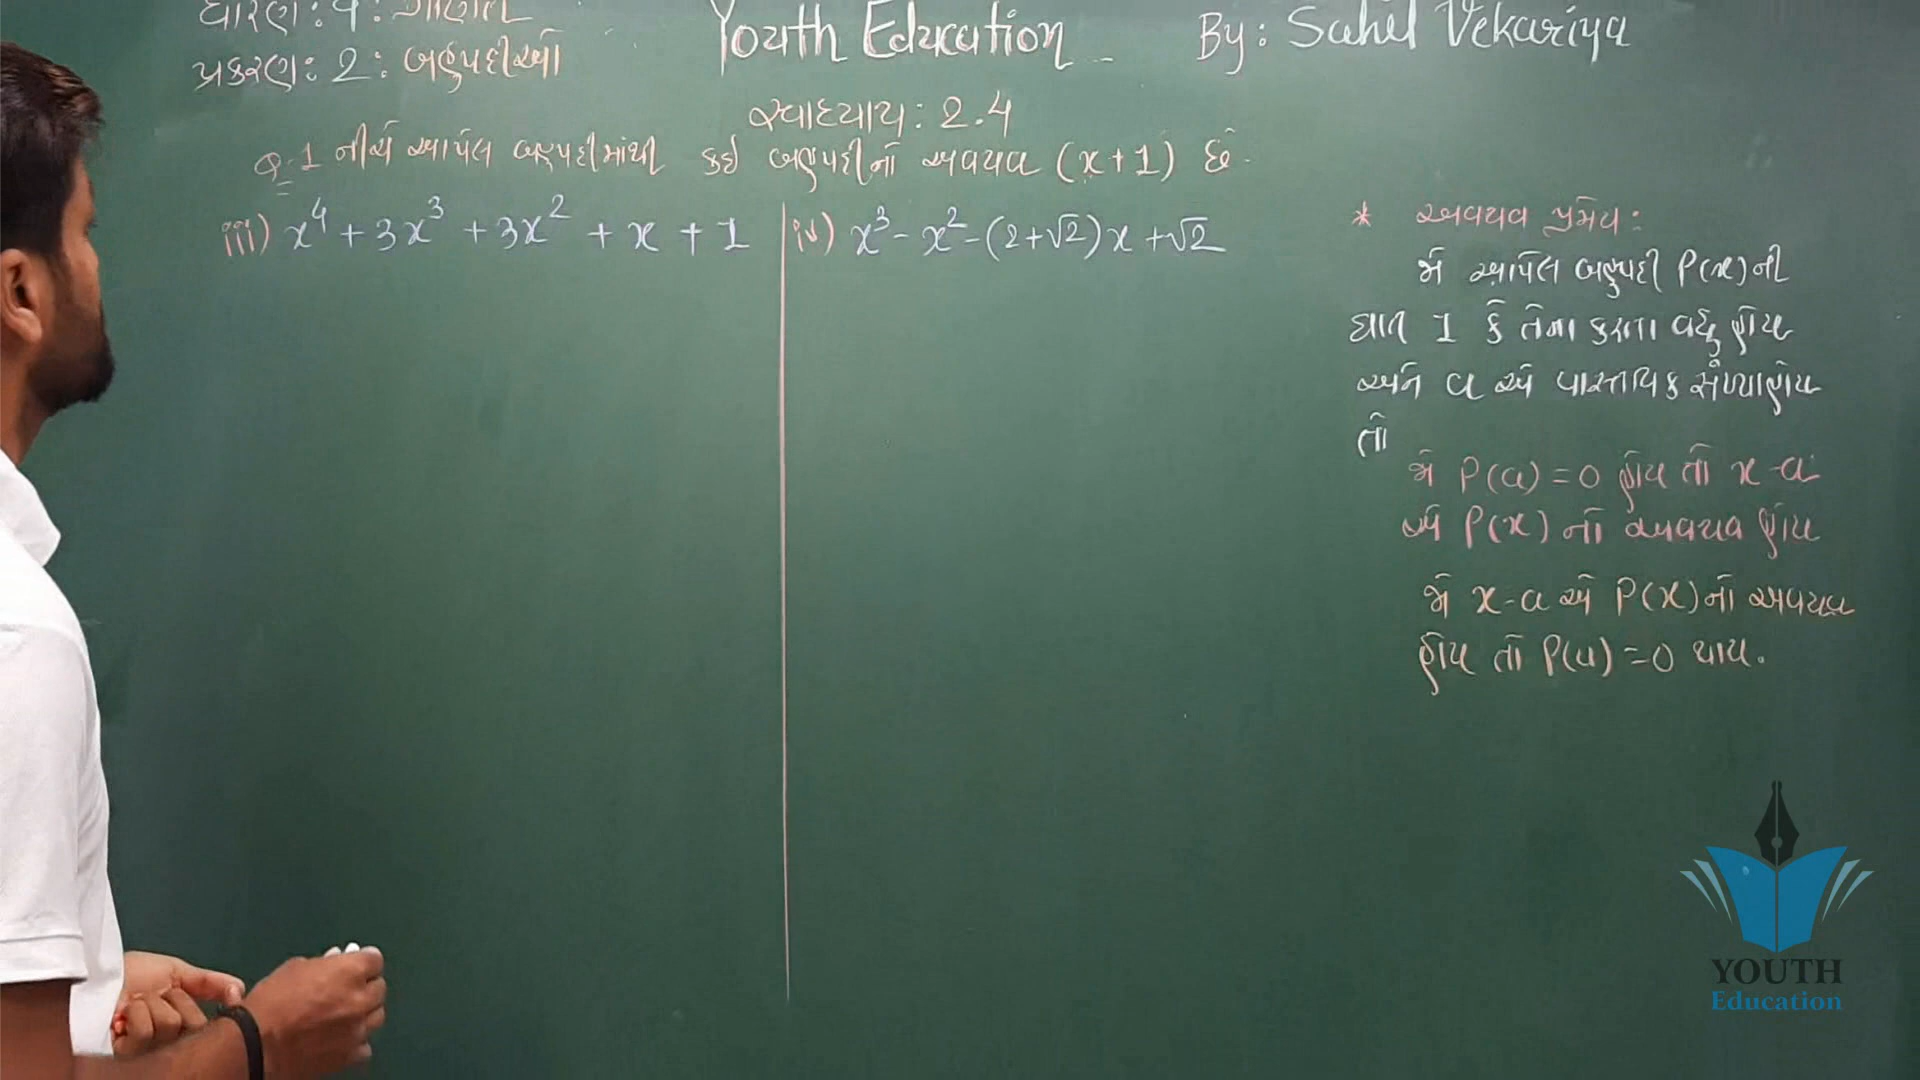 ધોરણ : 9 : ગણિત
પ્રકરણ : 2 : બહુપદીઓ
Youth Education
By : Sahil Vekariya
સ્વાધ્યાય : 2.4
Q.1 નીચે આપેલ બહુપદીમાંથી કઇ બહુપદીનો અવયવ (x+1) છે.
iii) x⁴ + 3x³ + 3x² + x + 1
iv) x³ - x² - (2+√2)x + √2
* અવયવ પ્રમેય :
જો આપેલ બહુપદી P(x) ની
ઘાત 1 કે તેના કરતા વધુ હોય
અને a એ વાસ્તવિક સંખ્યા હોય
તો
જો P(a) = 0 હોય તો x-a
એ P(x) નો અવયવ હોય
જો x-a એ P(x) નો અવયવ
હોય તો P(a) = 0 થાય.
YOUTH
Education